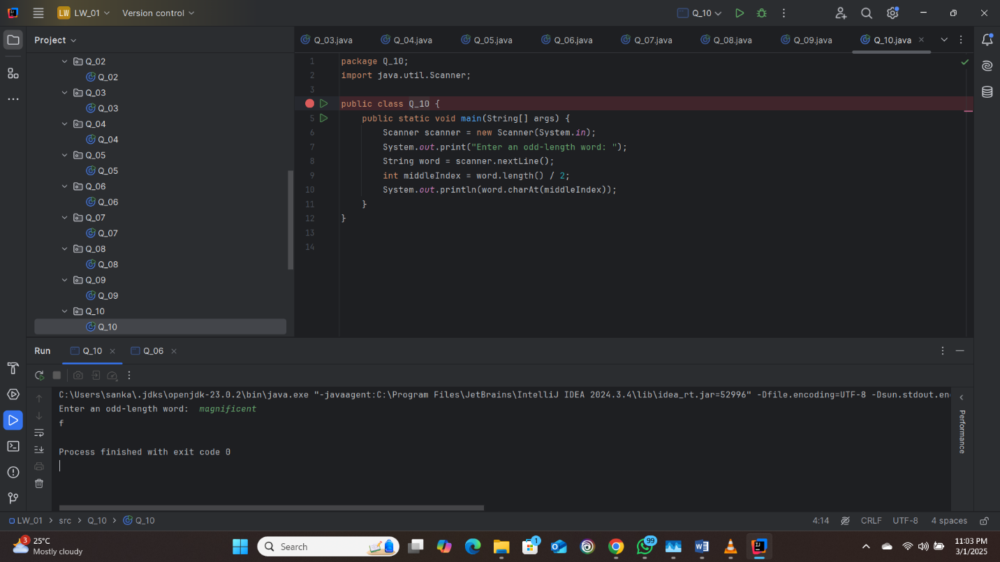 LW LW_01 Version control Q_10
Project
Q_03.java Q_04.java Q_05.java Q_06.java Q_07.java Q_08.java Q_09.java Q_10.java
Q_02
Q_02
Q_03
Q_03
Q_04
Q_04
Q_05
Q_05
Q_06
Q_06
Q_07
Q_07
Q_08
Q_08
Q_09
Q_09
Q_10
Q_10
1 package Q_10;
2 import java.util.Scanner;
3
public class Q_10 {
5 public static void main(String[] args) {
6 Scanner scanner = new Scanner(System.in);
7 System.out.print("Enter an odd-length word: ");
8 String word = scanner.nextLine();
9 int middleIndex = word.length() / 2;
10 System.out.println(word.charAt(middleIndex));
11 }
12 }
13
14
Run Q_10 Q_06
C:\Users\sanka\.jdks\openjdk-23.0.2\bin\java.exe "-javaagent:C:\Program Files\JetBrains\IntelliJ IDEA 2024.3.4\lib\idea_rt.jar=52996" -Dfile.encoding=UTF-8 -Dsun.stdout.en
Enter an odd-length word: magnificent
f
Process finished with exit code 0
Performance
LW_01 > src > Q_10 > Q_10 4:14 CRLF UTF-8 4 spaces
3 25°C
Mostly cloudy
Search
1
99
11:03 PM
3/1/2025